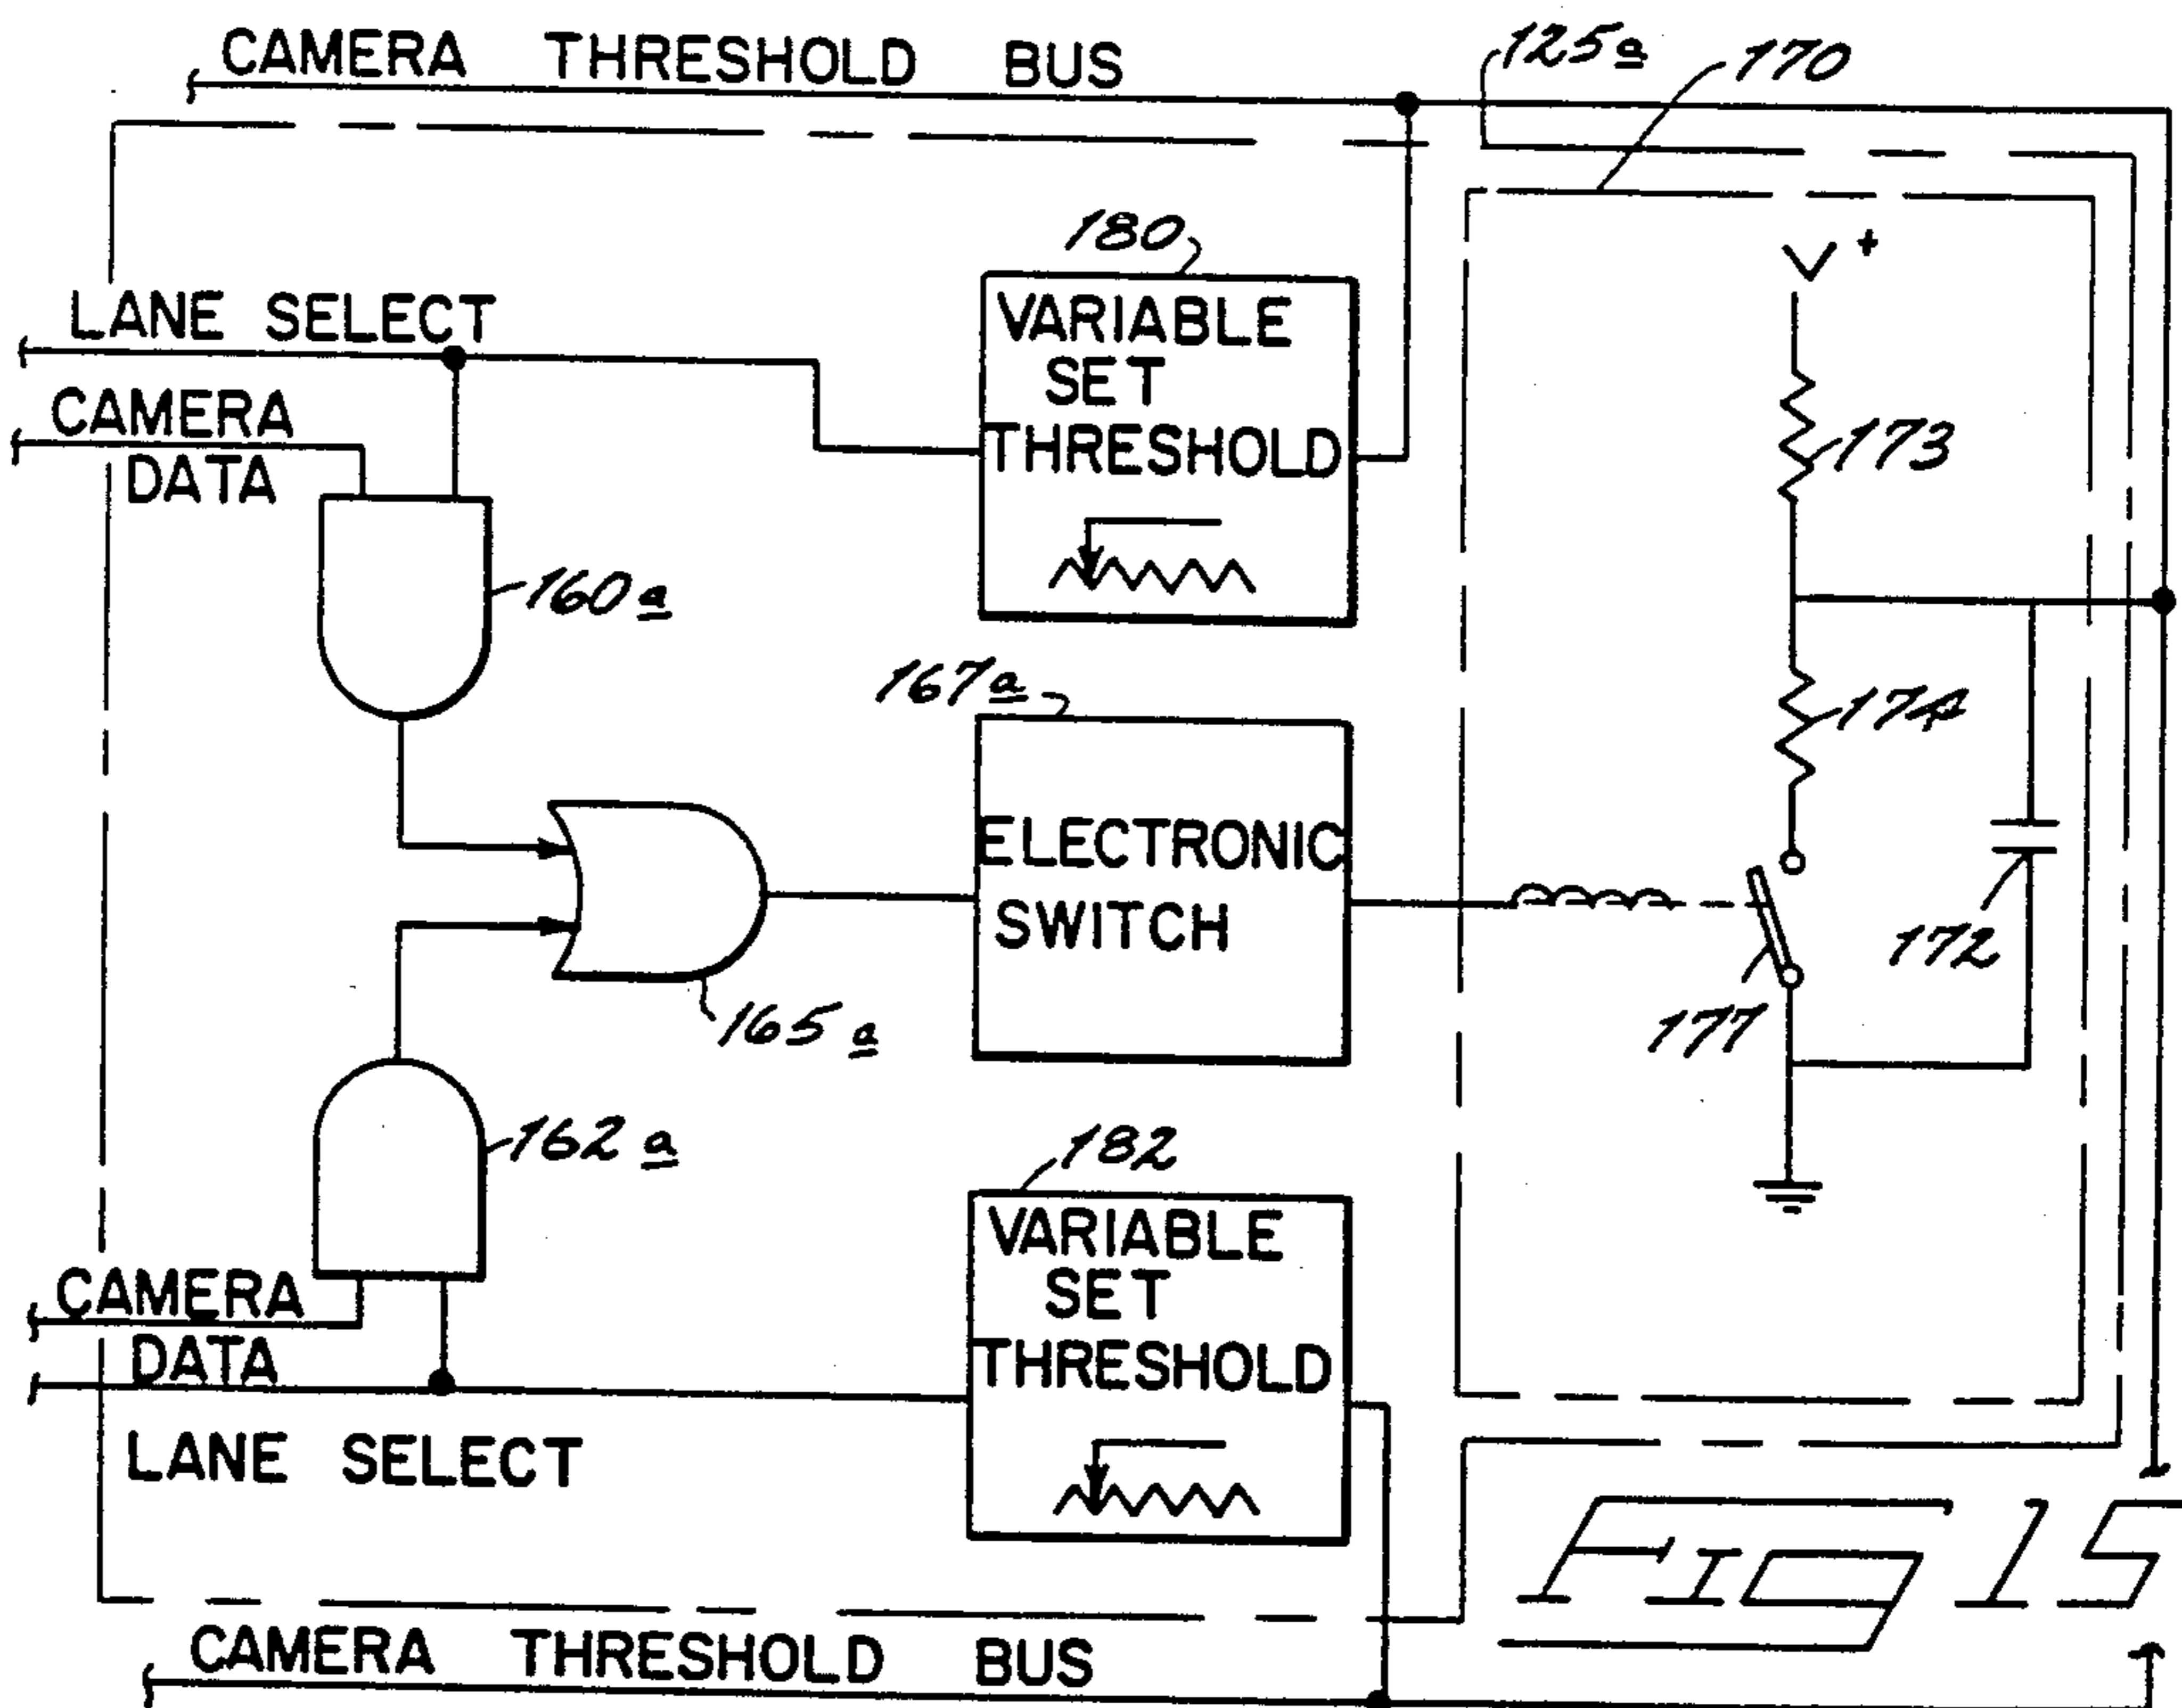 CAMERA THRESHOLD BUS
125a
170
180
V+
LANE SELECT
VARIABLE
SET
THRESHOLD
CAMERA
DATA
173
160a
167a
174
ELECTRONIC
SWITCH
172
177
165a
162a
182
VARIABLE
SET
THRESHOLD
CAMERA
DATA
LANE SELECT
FIG 15
CAMERA THRESHOLD BUS